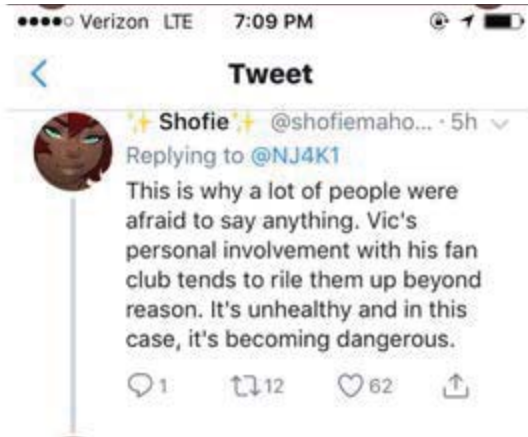 Verizon LTE 7:09 PM
Tweet
✨ Shofie ✨ @shofiemaho... · 5h
Replying to @NJ4K1
This is why a lot of people were
afraid to say anything. Vic's
personal involvement with his fan
club tends to rile them up beyond
reason. It's unhealthy and in this
case, it's becoming dangerous.
1 12 62